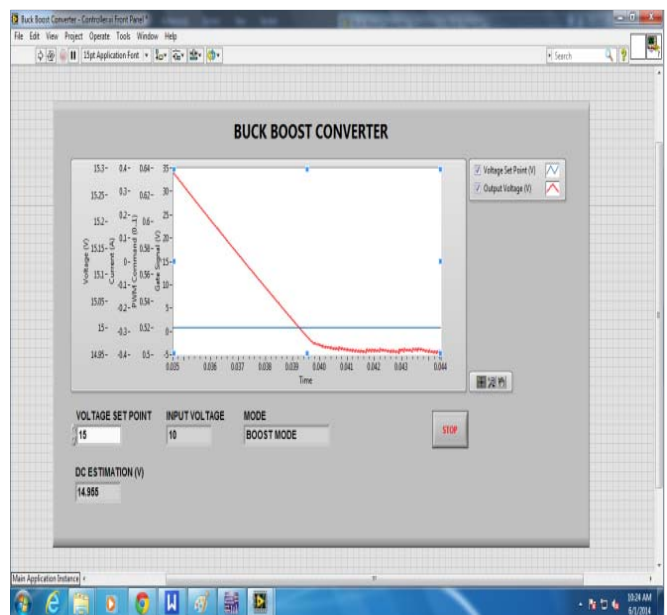 Buck Boost Converter - Controller.vi Front Panel *
File Edit View Project Operate Tools Window Help
15pt Application Font
Search
BUCK BOOST CONVERTER
Voltage (V)
15.3
15.25
15.2
15.15
15.1
15.05
15
14.95
Current (A)
0.4
0.3
0.2
0.1
0
-0.1
-0.2
-0.3
-0.4
PWM Command (0..1)
0.64
0.62
0.6
0.58
0.56
0.54
0.52
0.5
Gate Signal (V)
35
30
25
20
15
10
5
0
-5
0.035 0.036 0.037 0.038 0.039 0.040 0.041 0.042 0.043 0.044
Time
Voltage Set Point (V)
Output Voltage (V)
VOLTAGE SET POINT INPUT VOLTAGE MODE
15 10 BOOST MODE
STOP
DC ESTIMATION (V)
14.955
Main Application Instance
10:24 AM
6/1/2014